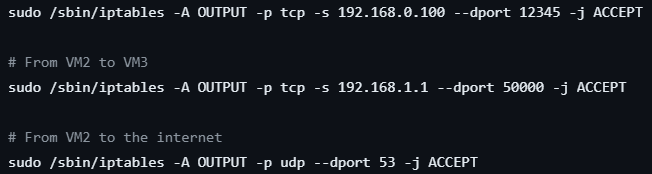 sudo /sbin/iptables -A OUTPUT -p tcp -s 192.168.0.100 --dport 12345 -j ACCEPT
# From VM2 to VM3
sudo /sbin/iptables -A OUTPUT -p tcp -s 192.168.1.1 --dport 50000 -j ACCEPT
# From VM2 to the internet
sudo /sbin/iptables -A OUTPUT -p udp --dport 53 -j ACCEPT